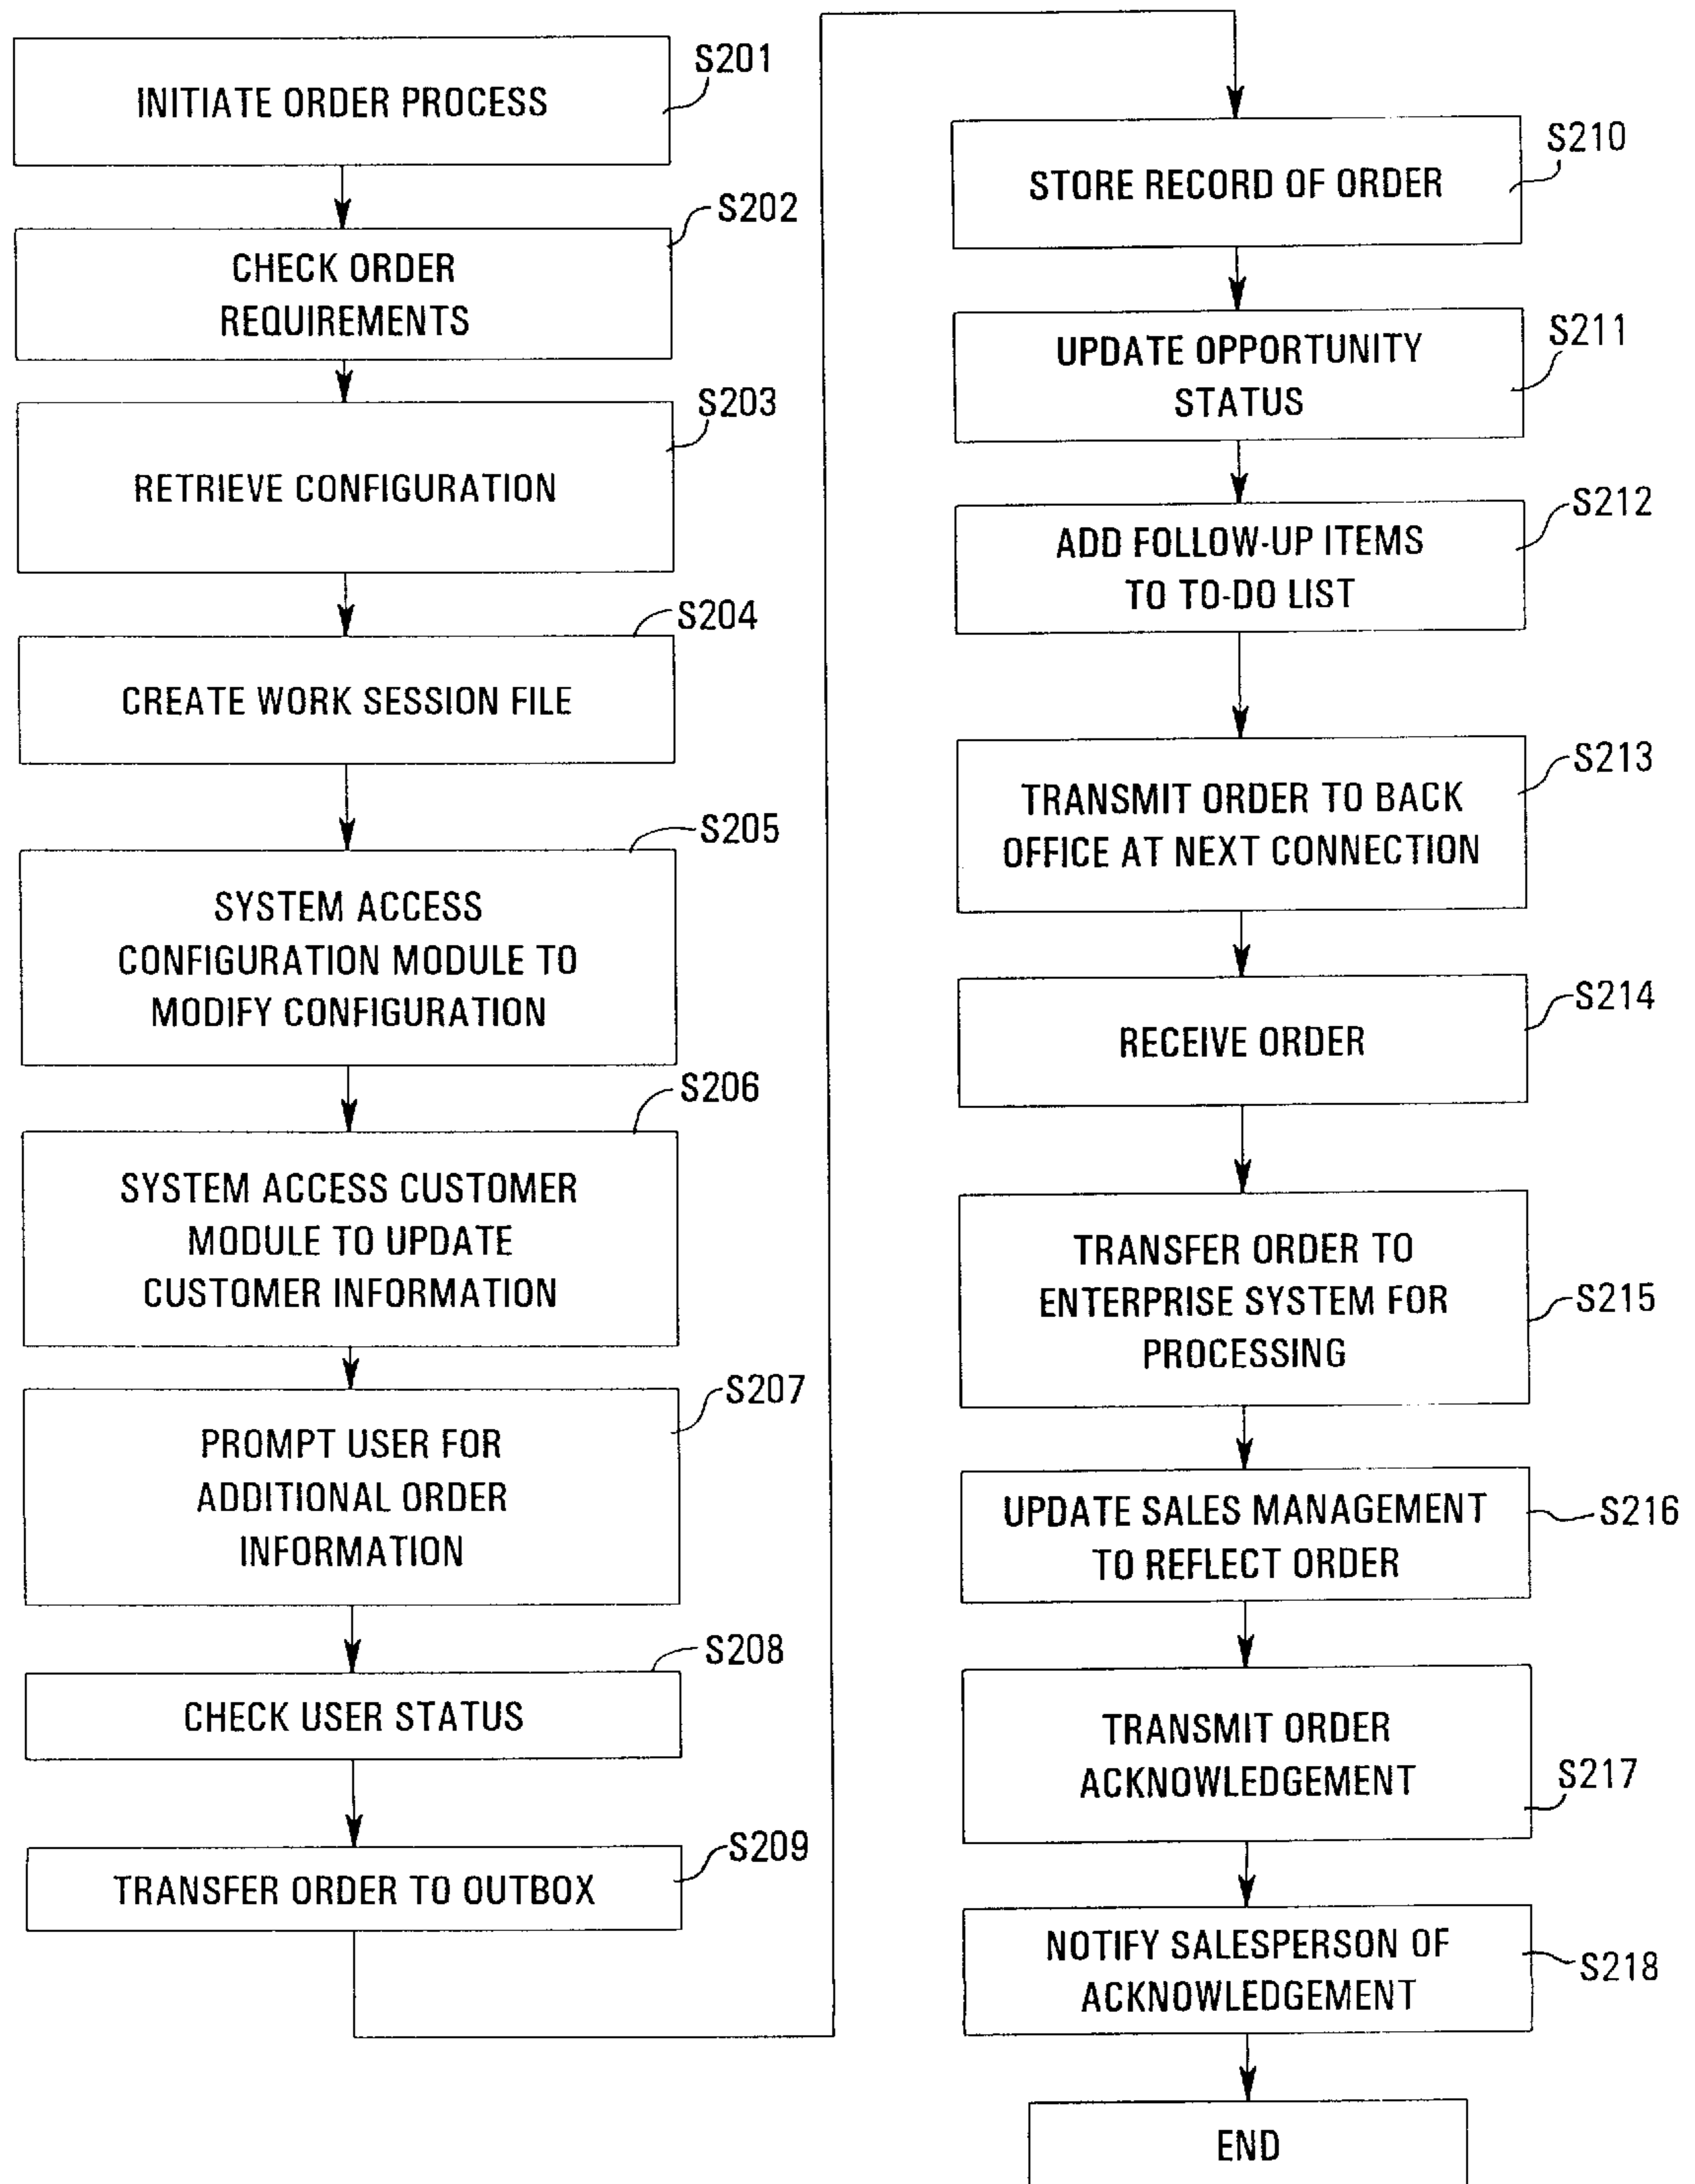 INITIATE ORDER PROCESS
S201
CHECK ORDER
REQUIREMENTS
S202
RETRIEVE CONFIGURATION
S203
CREATE WORK SESSION FILE
S204
SYSTEM ACCESS
CONFIGURATION MODULE TO
MODIFY CONFIGURATION
S205
SYSTEM ACCESS CUSTOMER
MODULE TO UPDATE
CUSTOMER INFORMATION
S206
PROMPT USER FOR
ADDITIONAL ORDER
INFORMATION
S207
CHECK USER STATUS
S208
TRANSFER ORDER TO OUTBOX
S209
STORE RECORD OF ORDER
S210
UPDATE OPPORTUNITY
STATUS
S211
ADD FOLLOW-UP ITEMS
TO TO-DO LIST
S212
TRANSMIT ORDER TO BACK
OFFICE AT NEXT CONNECTION
S213
RECEIVE ORDER
S214
TRANSFER ORDER TO
ENTERPRISE SYSTEM FOR
PROCESSING
S215
UPDATE SALES MANAGEMENT
TO REFLECT ORDER
S216
TRANSMIT ORDER
ACKNOWLEDGEMENT
S217
NOTIFY SALESPERSON OF
ACKNOWLEDGEMENT
S218
END